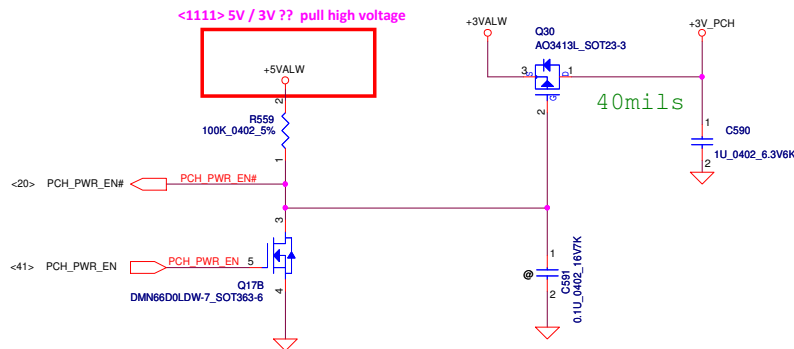 <1111> 5V / 3V ?? pull high voltage
+5VALW
2
R559
100K_0402_5%
1
<20> PCH_PWR_EN# PCH_PWR_EN#
3
<41> PCH_PWR_EN PCH_PWR_EN 5
4
Q17B
DMN66D0LDW-7_SOT363-6
+3VALW
Q30
AO3413L_SOT23-3
3 S D 1
G
2
+3V_PCH
40mils
1
C590
1U_0402_6.3V6K
2
1
@
C591
0.1U_0402_16V7K
2